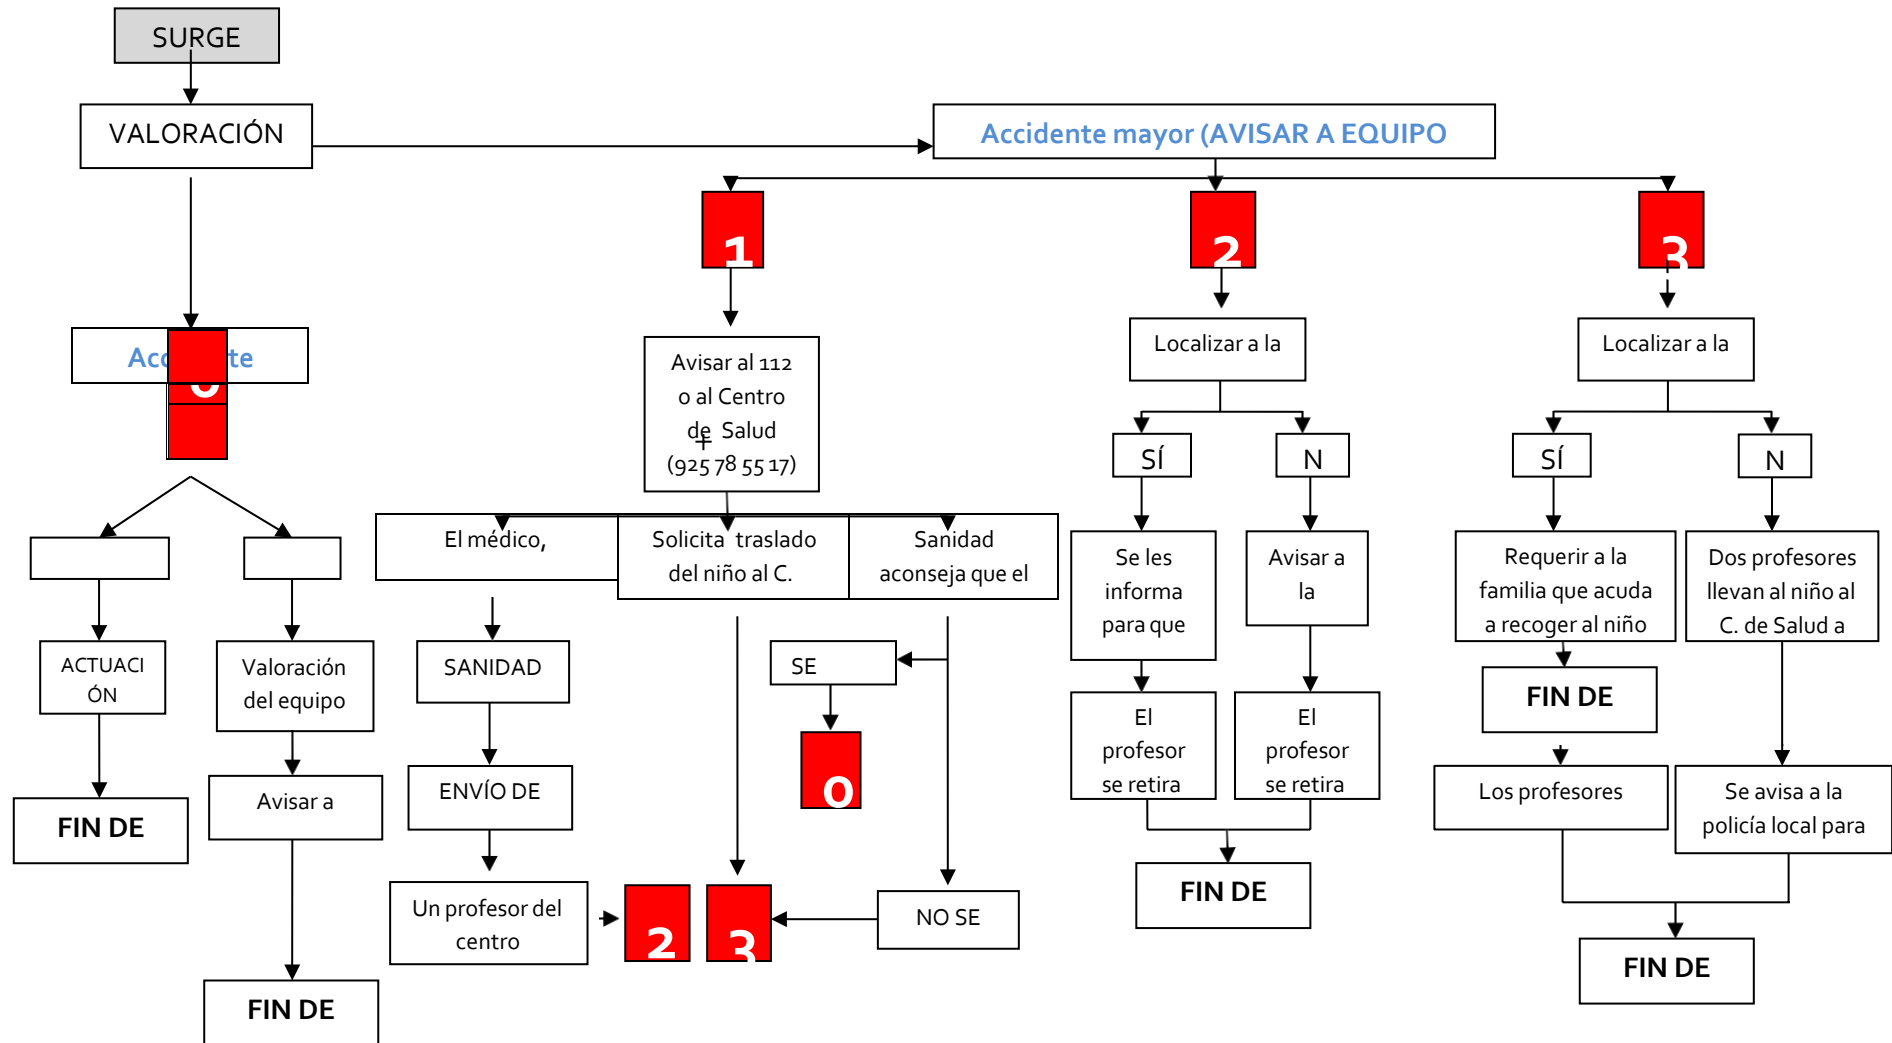 SURGE
VALORACIÓN
Accidente mayor (AVISAR A EQUIPO
1
2
3
Avisar al 112
o al Centro
de Salud
(925 78 55 17)
+
Localizar a la
Localizar a la
SÍ
N
SÍ
N
El médico,
Solicita traslado
del niño al C.
Sanidad
aconseja que el
Se les
informa
para que
Avisar a
la
Requerir a la
familia que acuda
a recoger al niño
Dos profesores
llevan al niño al
C. de Salud a
ACTUACI
ÓN
Valoración
del equipo
SANIDAD
SE
El
profesor
se retira
El
profesor
se retira
FIN DE
FIN DE
Avisar a
ENVÍO DE
0
Los profesores
Se avisa a la
policía local para
Un profesor del
centro
2
3
NO SE
FIN DE
FIN DE
FIN DE